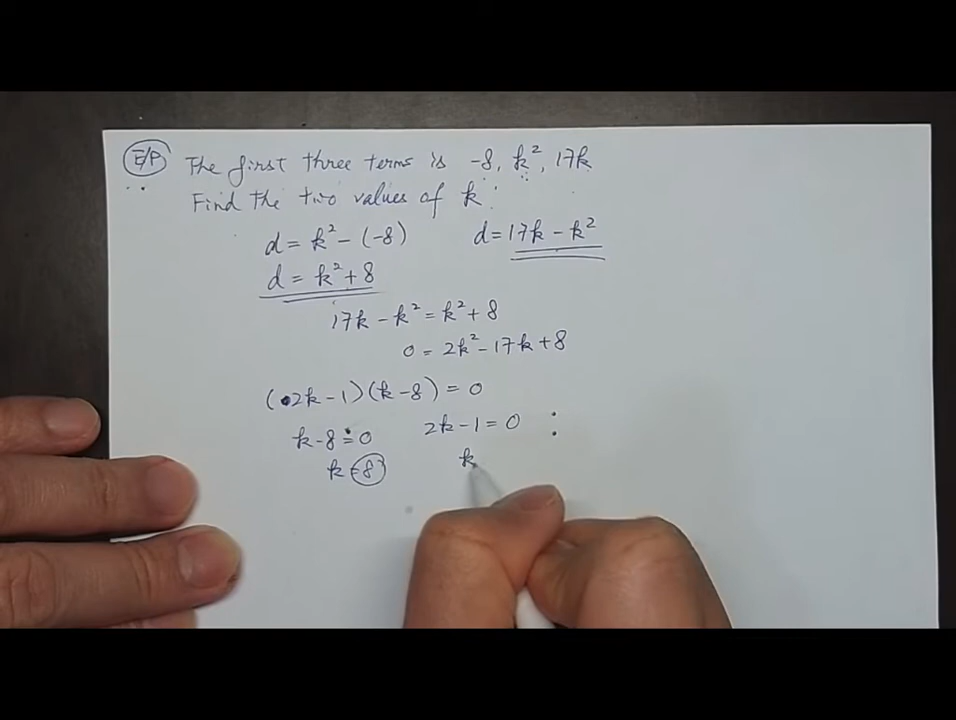 E/P The first three terms is -8, k², 17k
Find the two values of k
d = k² - (-8) d = 17k - k²
d = k² + 8
17k - k² = k² + 8
0 = 2k² - 17k + 8
(2k - 1)(k - 8) = 0
k - 8 = 0 2k - 1 = 0
k = 8 k